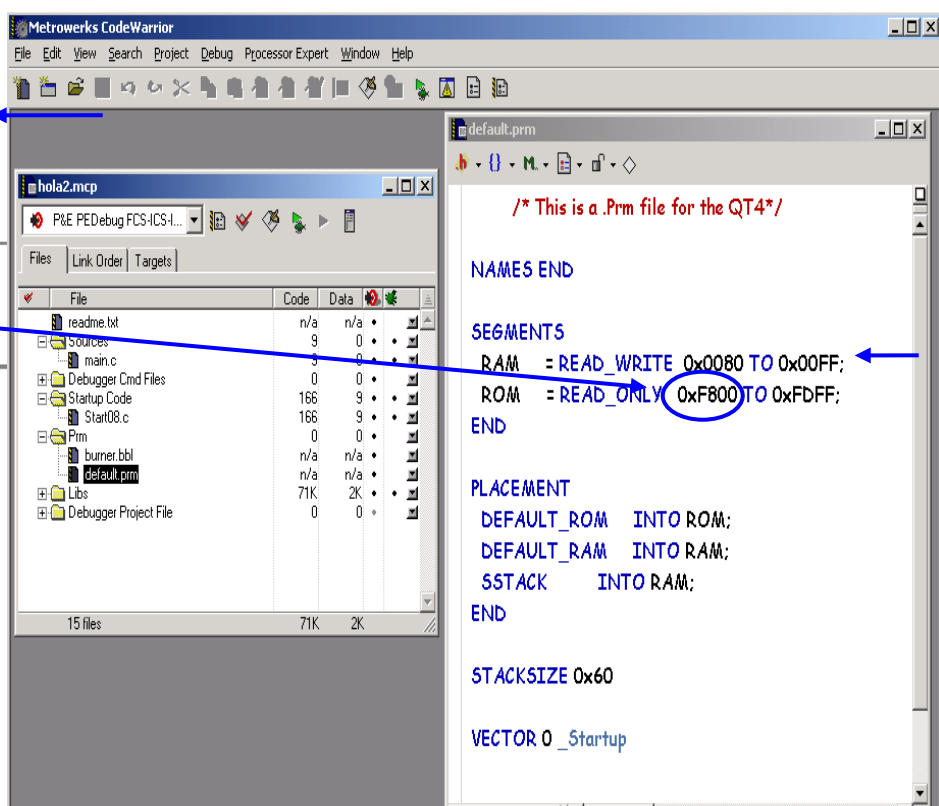 Metrowerks CodeWarrior
File Edit View Search Project Debug Processor Expert Window Help
hola2.mcp
P&E PEDebug FCS-ICS-I...
Files Link Order Targets
File Code Data
readme.txt n/a n/a
Sources 9 0
main.c 9 0
Debugger Cmd Files 0 0
Startup Code 166 9
Start08.c 166 9
Prm 0 0
burner.bbl n/a n/a
default.prm n/a n/a
Libs 71K 2K
Debugger Project File 0 0
15 files 71K 2K
default.prm
.h {} M.
/* This is a .Prm file for the QT4*/
NAMES END
SEGMENTS
RAM = READ_WRITE 0x0080 TO 0x00FF;
ROM = READ_ONLY 0xF800 TO 0xFDFF;
END
PLACEMENT
DEFAULT_ROM INTO ROM;
DEFAULT_RAM INTO RAM;
SSTACK INTO RAM;
END
STACKSIZE 0x60
VECTOR 0 _Startup